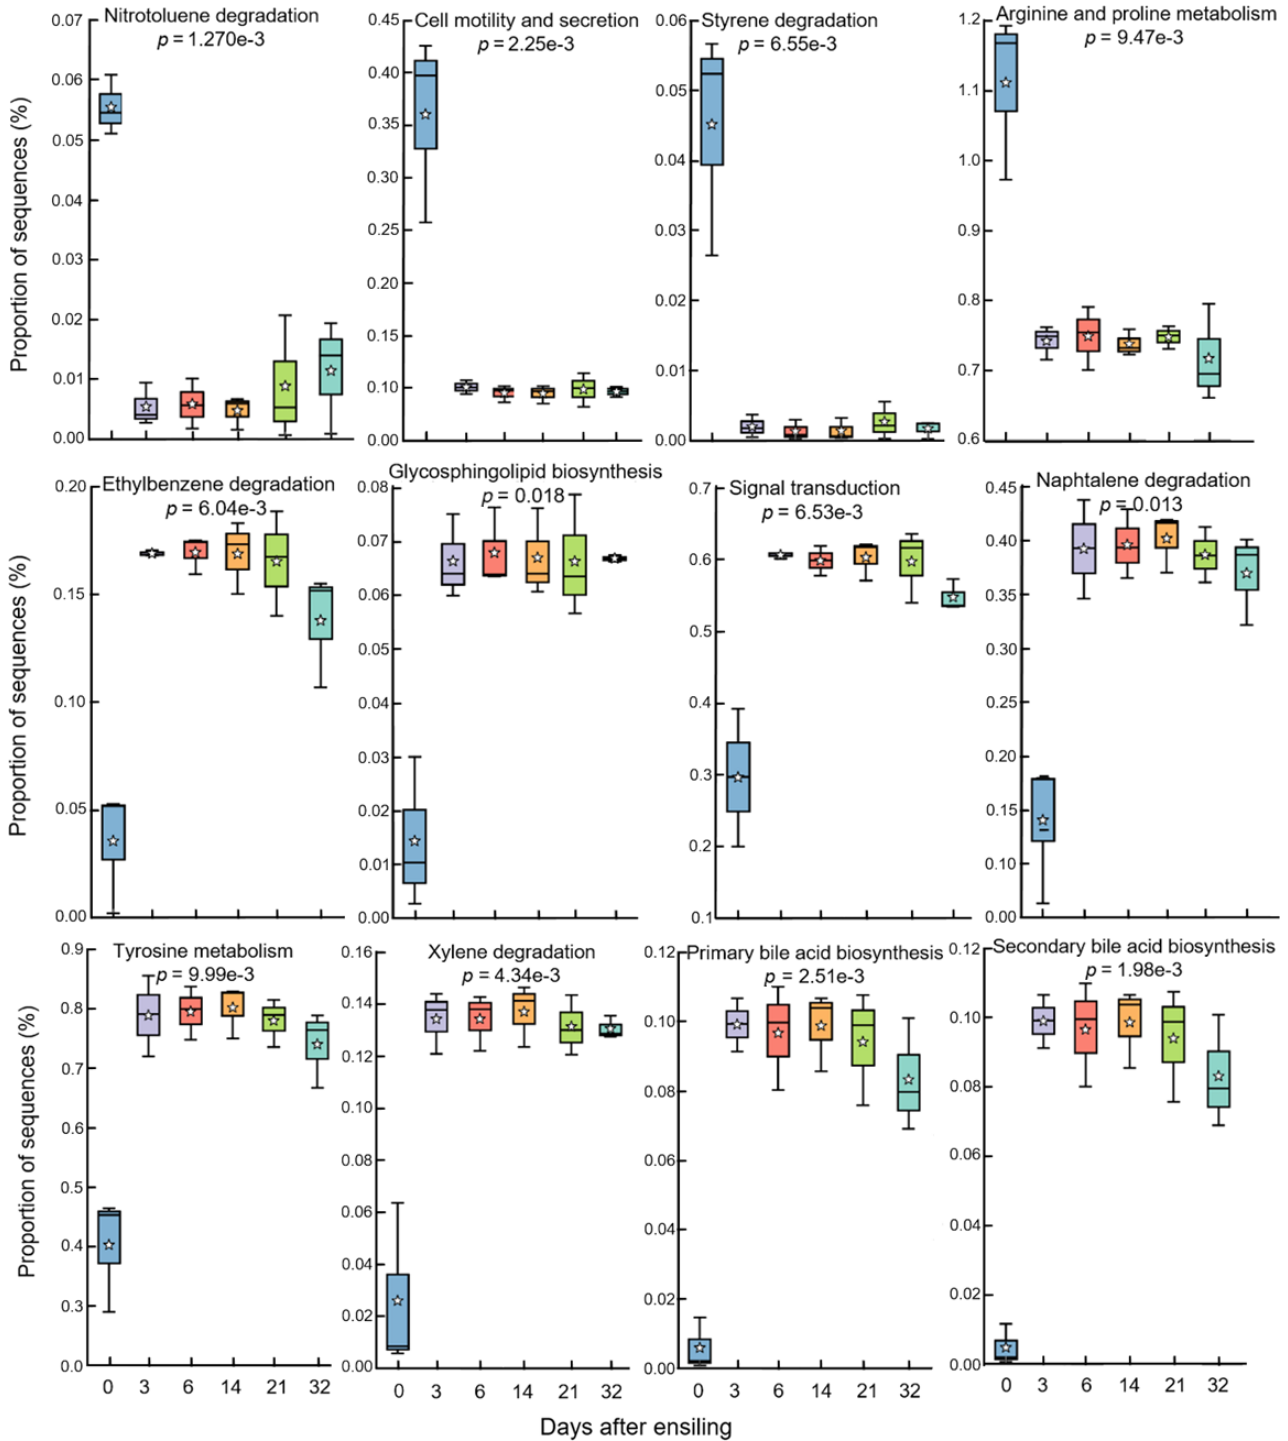 Nitrotoluene degradation
p = 1.270e-3
Cell motility and secretion
p = 2.25e-3
Styrene degradation
p = 6.55e-3
Arginine and proline metabolism
p = 9.47e-3
Proportion of sequences (%)
0.07
0.06
0.05
0.04
0.03
0.02
0.01
0.00
0.45
0.40
0.35
0.30
0.25
0.20
0.15
0.10
0.00
0.06
0.05
0.04
0.03
0.02
0.01
0.00
1.2
1.1
1.0
0.9
0.8
0.7
0.6
Ethylbenzene degradation
p = 6.04e-3
Glycosphingolipid biosynthesis
p = 0.018
Signal transduction
p = 6.53e-3
Naphtalene degradation
p = 0.013
Proportion of sequences (%)
0.20
0.15
0.10
0.05
0.00
0.08
0.07
0.06
0.05
0.04
0.03
0.02
0.01
0.00
0.7
0.6
0.5
0.4
0.3
0.2
0.1
0.45
0.40
0.35
0.30
0.25
0.20
0.15
0.10
0.00
Tyrosine metabolism
p = 9.99e-3
Xylene degradation
p = 4.34e-3
Primary bile acid biosynthesis
p = 2.51e-3
Secondary bile acid biosynthesis
p = 1.98e-3
Proportion of sequences (%)
0.9
0.8
0.7
0.6
0.5
0.4
0.3
0.0
0.16
0.14
0.12
0.10
0.08
0.06
0.04
0.02
0.00
0.12
0.10
0.08
0.06
0.04
0.02
0.00
0.12
0.10
0.08
0.06
0.04
0.02
0.00
0 3 6 14 21 32
0 3 6 14 21 32
0 3 6 14 21 32
0 3 6 14 21 32
Days after ensiling